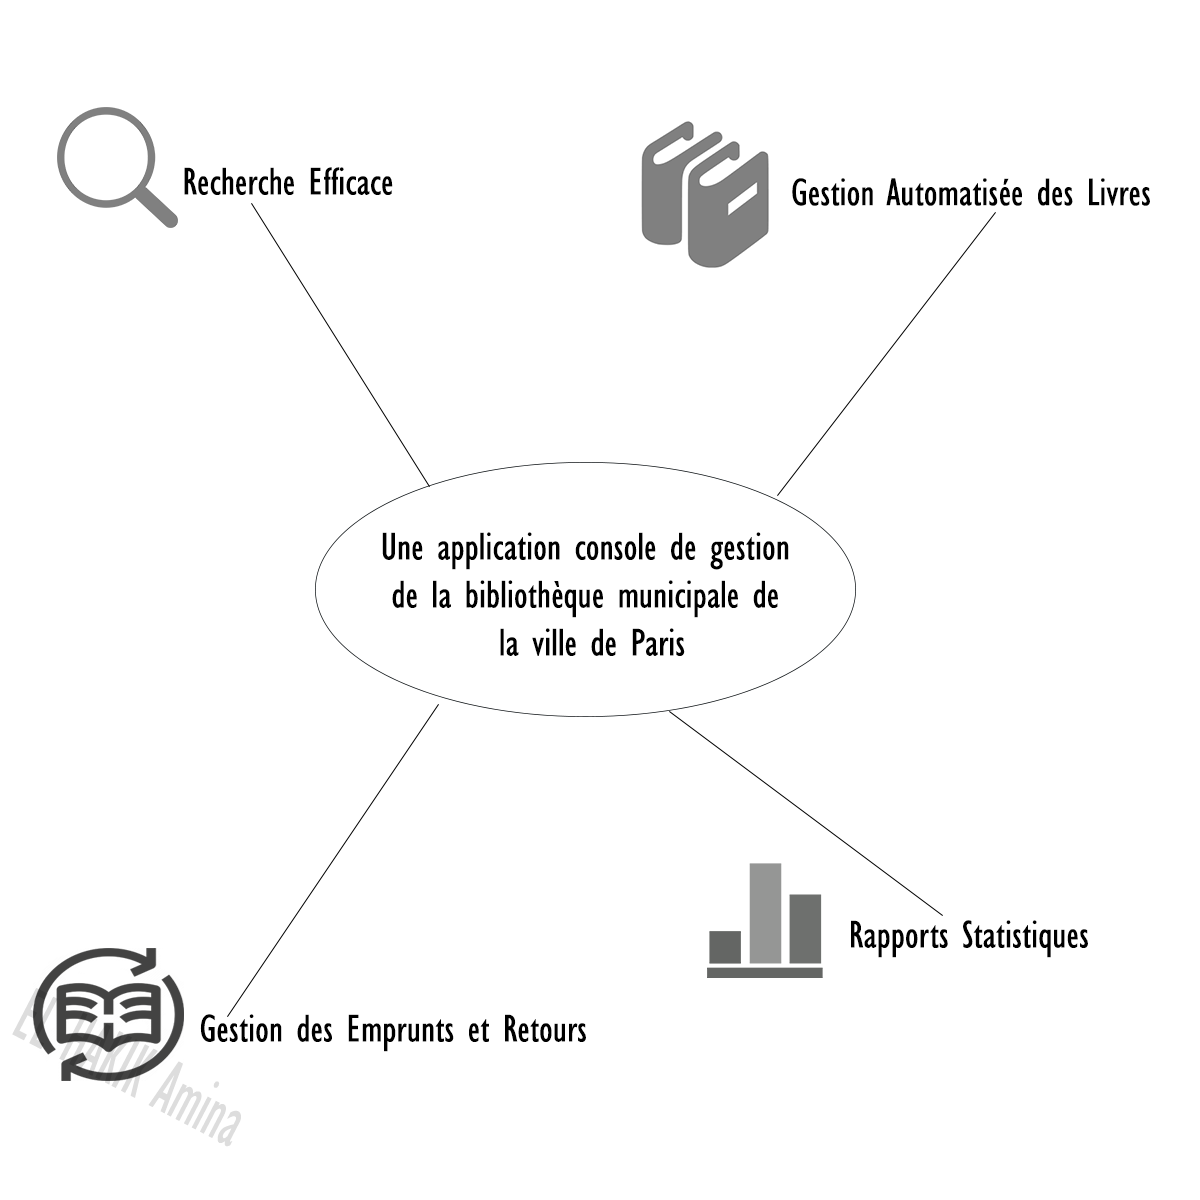 Recherche Efficace
Gestion Automatisée des Livres
Une application console de gestion
de la bibliothèque municipale de
la ville de Paris
Rapports Statistiques
Gestion des Emprunts et Retours
Amina